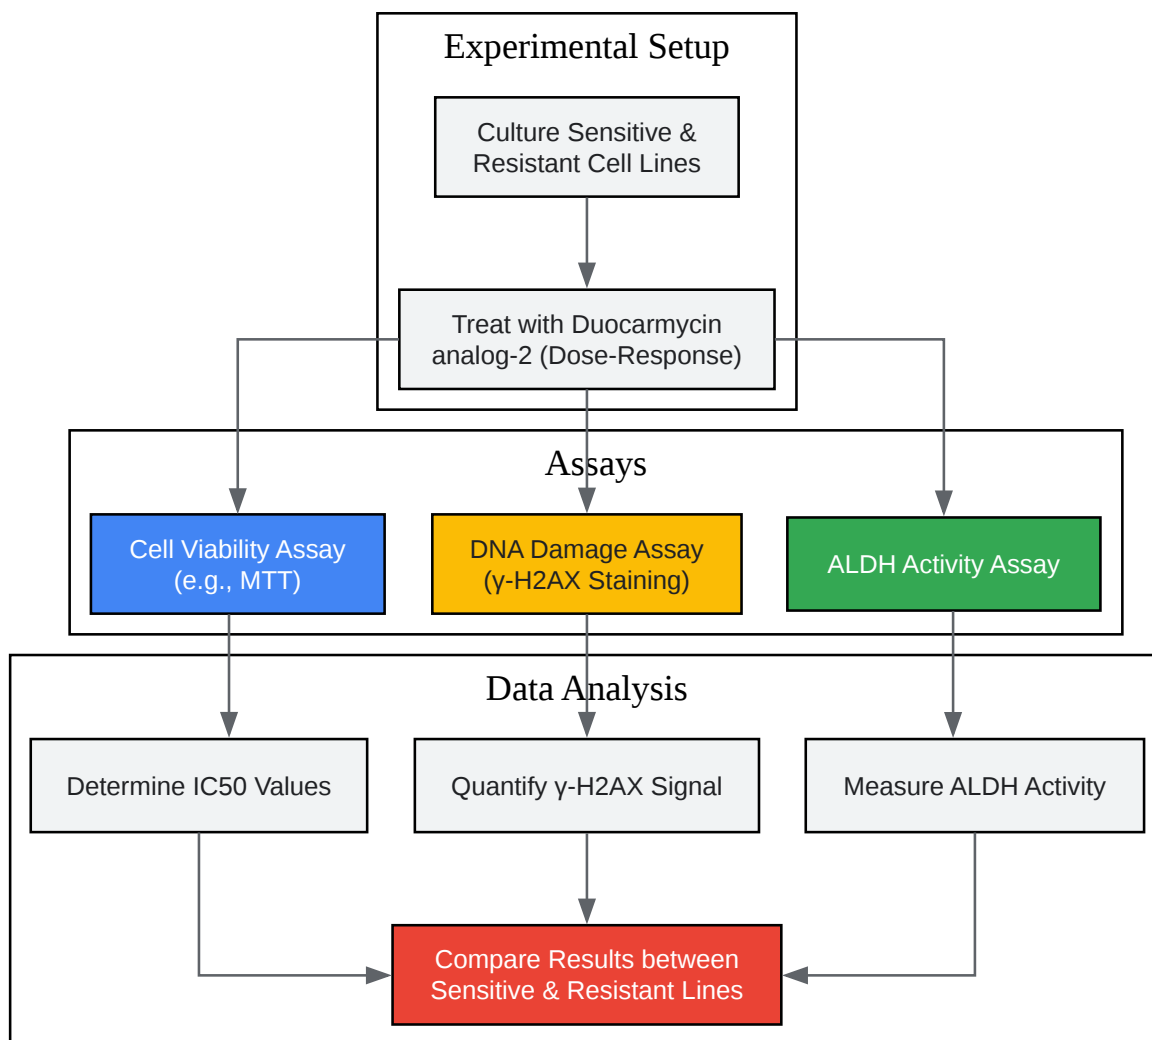 Experimental Setup
Culture Sensitive &
Resistant Cell Lines
Treat with Duocarmycin
analog-2 (Dose-Response)
Assays
Cell Viability Assay
(e.g., MTT)
DNA Damage Assay
(γ-H2AX Staining)
ALDH Activity Assay
Data Analysis
Determine IC50 Values
Quantify γ-H2AX Signal
Measure ALDH Activity
Compare Results between
Sensitive & Resistant Lines